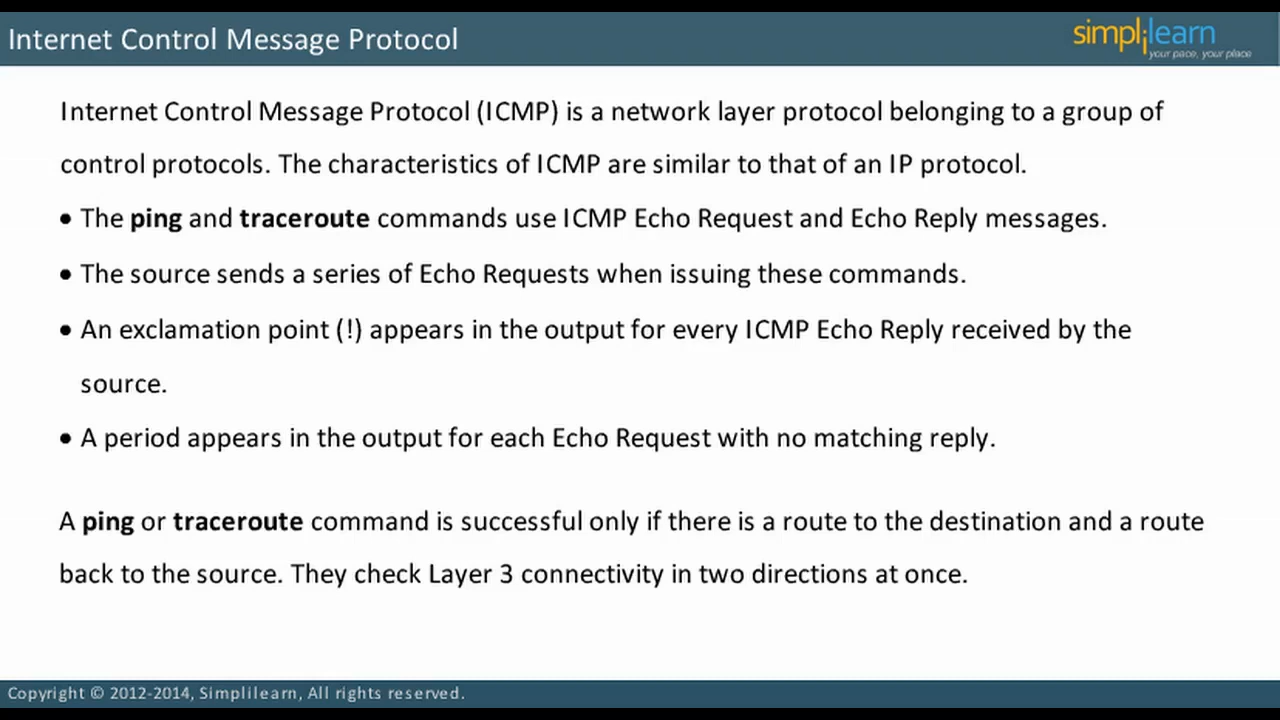 Internet Control Message Protocol
simplilearn
your pace, your place
Internet Control Message Protocol (ICMP) is a network layer protocol belonging to a group of
control protocols. The characteristics of ICMP are similar to that of an IP protocol.
• The ping and traceroute commands use ICMP Echo Request and Echo Reply messages.
• The source sends a series of Echo Requests when issuing these commands.
• An exclamation point (!) appears in the output for every ICMP Echo Reply received by the
source.
• A period appears in the output for each Echo Request with no matching reply.
A ping or traceroute command is successful only if there is a route to the destination and a route
back to the source. They check Layer 3 connectivity in two directions at once.
Copyright © 2012-2014, Simplilearn, All rights reserved.